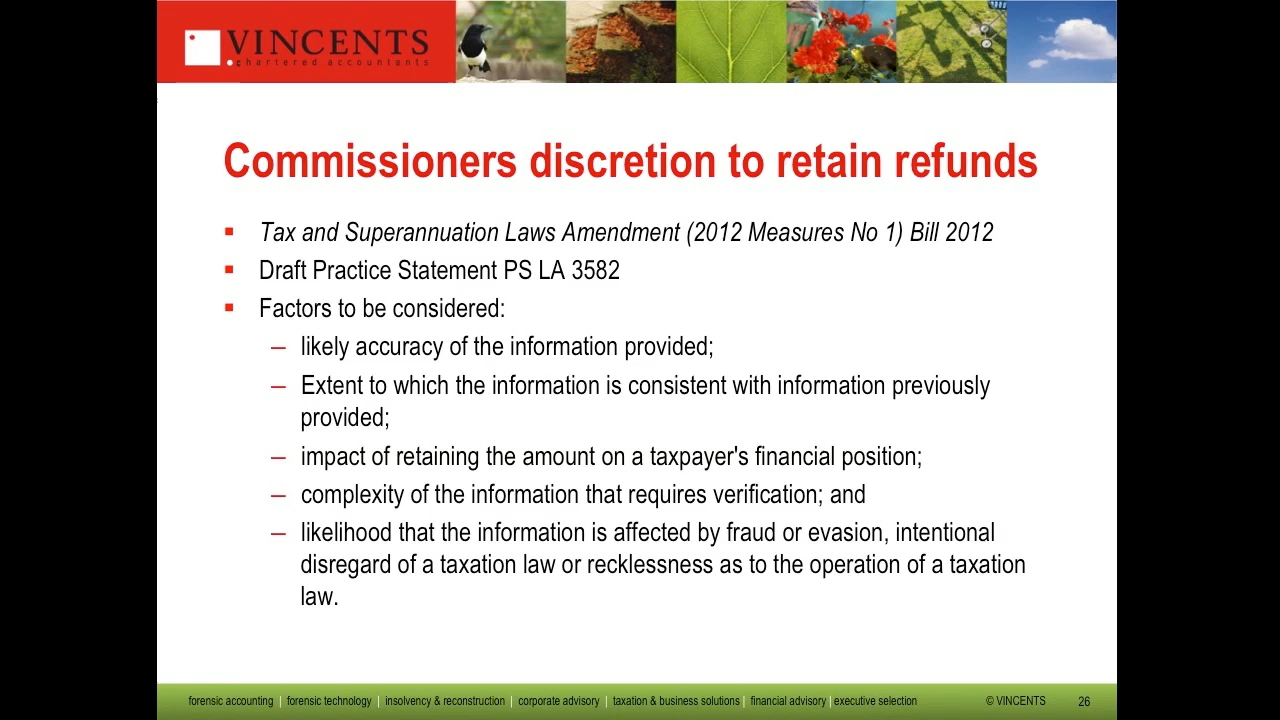 VINCENTS
chartered accountants
Commissioners discretion to retain refunds
▪ Tax and Superannuation Laws Amendment (2012 Measures No 1) Bill 2012
▪ Draft Practice Statement PS LA 3582
▪ Factors to be considered:
– likely accuracy of the information provided;
– Extent to which the information is consistent with information previously
provided;
– impact of retaining the amount on a taxpayer's financial position;
– complexity of the information that requires verification; and
– likelihood that the information is affected by fraud or evasion, intentional
disregard of a taxation law or recklessness as to the operation of a taxation
law.
forensic accounting | forensic technology | insolvency & reconstruction | corporate advisory | taxation & business solutions | financial advisory | executive selection © VINCENTS 26